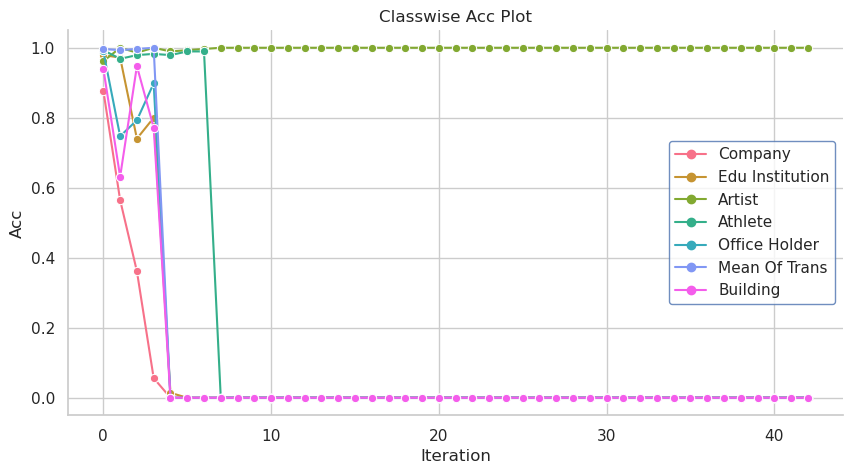 Classwise Acc Plot
1.0
0.8
0.6
0.4
0.2
0.0
Acc
0
10
20
30
40
Iteration
Company
Edu Institution
Artist
Athlete
Office Holder
Mean Of Trans
Building